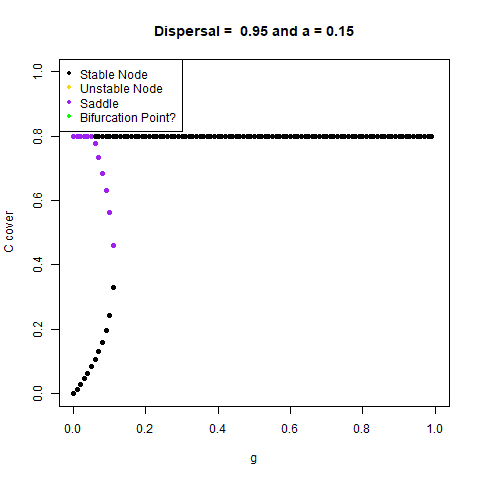 Dispersal =  0.95 and a = 0.15
Stable Node
Unstable Node
Saddle
Bifurcation Point?
C cover
1.0
0.8
0.6
0.4
0.2
0.0
0.0 0.2 0.4 0.6 0.8 1.0
g